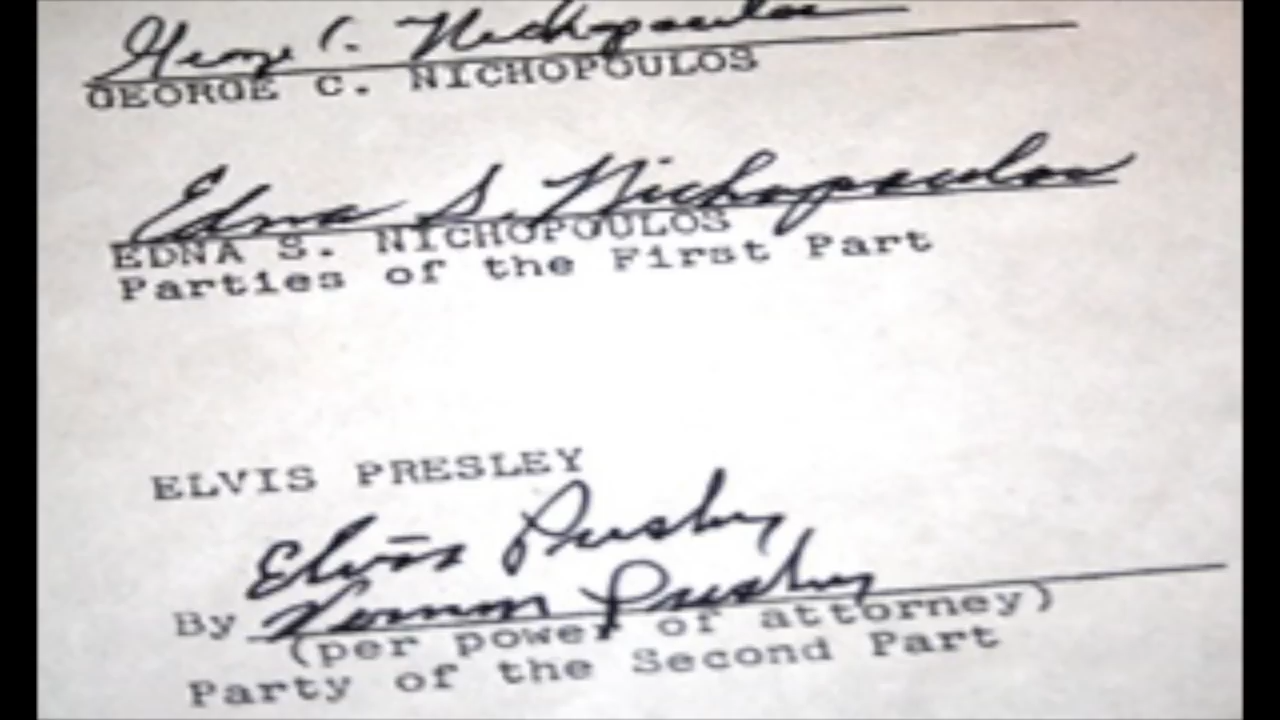 George C. Nichopoulos
GEORGE C. NICHOPOULOS
Edna S. Nichopoulos
EDNA S. NICHOPOULOS
Parties of the First Part
ELVIS PRESLEY
Elvis Presley
By Vernon Presley
(per power of attorney)
Party of the Second Part